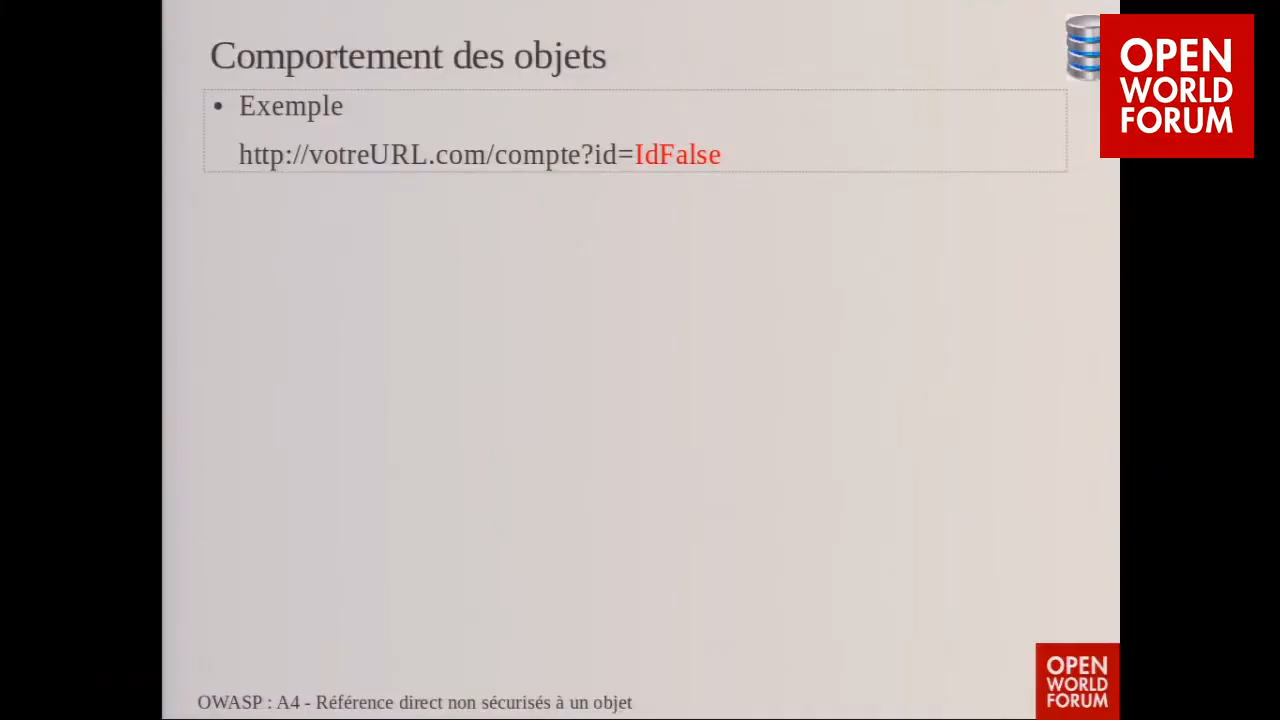 Comportement des objets
• Exemple
http://votreURL.com/compte?id=IdFalse
OWASP : A4 - Référence direct non sécurisés à un objet
OPEN
WORLD
FORUM
OPEN
WORLD
FORUM